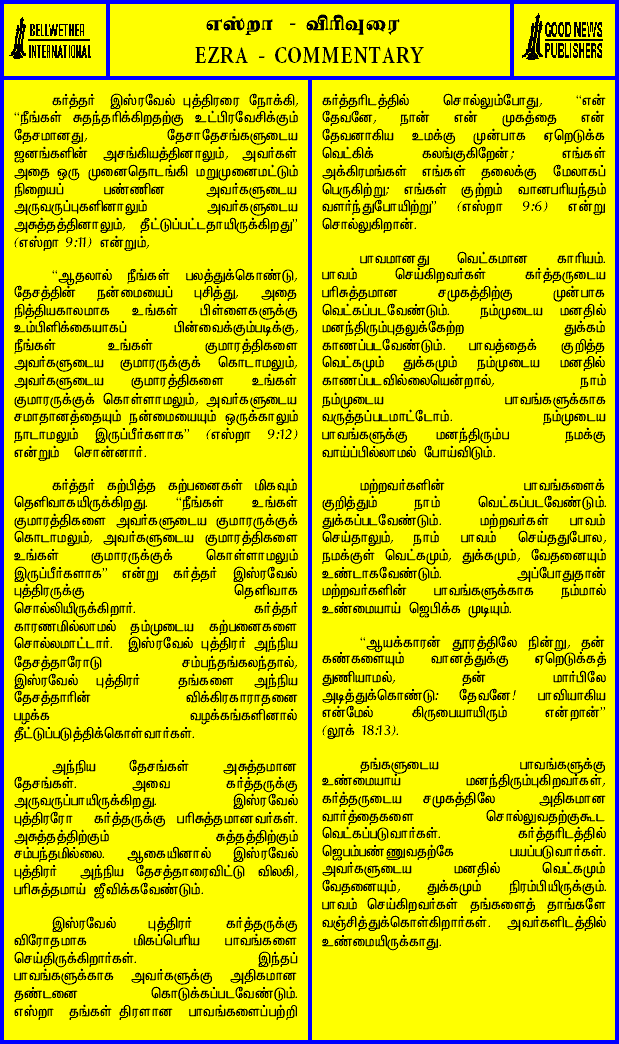 BELLWETHER
INTERNATIONAL
எஸ்றா - விரிவுரை
EZRA - COMMENTARY
GOOD NEWS
PUBLISHERS
கர்த்தர் இஸ்ரவேல் புத்திரரை நோக்கி,
“நீங்கள் சுதந்தரிக்கிறதற்கு உட்பிரவேசிக்கும்
தேசமானது, தேசாதேசங்களுடைய
ஜனங்களின் அசங்கியத்தினாலும், அவர்கள்
அதை ஒரு முனைதொடங்கி மறுமுனைமட்டும்
நிறையப் பண்ணின அவர்களுடைய
அருவருப்புகளினாலும் அவர்களுடைய
அசுத்தத்தினாலும், தீட்டுப்பட்டதாயிருக்கிறது”
(எஸ்றா 9:11) என்றும்,
“ஆதலால் நீங்கள் பலத்துக்கொண்டு,
தேசத்தின் நன்மையைப் புசித்து, அதை
நித்தியகாலமாக உங்கள் பிள்ளைகளுக்கு
உம்பிளிக்கையாகப் பின்வைக்கும்படிக்கு,
நீங்கள் உங்கள் குமாரத்திகளை
அவர்களுடைய குமாரருக்குக் கொடாமலும்,
அவர்களுடைய குமாரத்திகளை உங்கள்
குமாரருக்குக் கொள்ளாமலும், அவர்களுடைய
சமாதானத்தையும் நன்மையையும் ஒருக்காலும்
நாடாமலும் இருப்பீர்களாக” (எஸ்றா 9:12)
என்றும் சொன்னார்.
கர்த்தர் கற்பித்த கற்பனைகள் மிகவும்
தெளிவாகயிருக்கிறது. “நீங்கள் உங்கள்
குமாரத்திகளை அவர்களுடைய குமாரருக்குக்
கொடாமலும், அவர்களுடைய குமாரத்திகளை
உங்கள் குமாரருக்குக் கொள்ளாமலும்
இருப்பீர்களாக” என்று கர்த்தர் இஸ்ரவேல்
புத்திரருக்கு தெளிவாக
சொல்லியிருக்கிறார். கர்த்தர்
காரணமில்லாமல் தம்முடைய கற்பனைகளை
சொல்லமாட்டார். இஸ்ரவேல் புத்திரர் அந்நிய
தேசத்தாரோடு சம்பந்தங்கலந்தால்,
இஸ்ரவேல் புத்திரர் தங்களை அந்நிய
தேசத்தாரின் விக்கிரகாராதனை
பழக்க வழக்கங்களினால்
தீட்டுப்படுத்திக்கொள்வார்கள்.
அந்நிய தேசங்கள் அசுத்தமான
தேசங்கள். அவை கர்த்தருக்கு
அருவருப்பாயிருக்கிறது. இஸ்ரவேல்
புத்திரரோ கர்த்தருக்கு பரிசுத்தமானவர்கள்.
அசுத்தத்திற்கும் சுத்தத்திற்கும்
சம்பந்தமில்லை. ஆகையினால் இஸ்ரவேல்
புத்திரர் அந்நிய தேசத்தாரைவிட்டு விலகி,
பரிசுத்தமாய் ஜீவிக்கவேண்டும்.
இஸ்ரவேல் புத்திரர் கர்த்தருக்கு
விரோதமாக மிகப்பெரிய பாவங்களை
செய்திருக்கிறார்கள். இந்தப்
பாவங்களுக்காக அவர்களுக்கு அதிகமான
தண்டனை கொடுக்கப்படவேண்டும்.
எஸ்றா தங்கள் திரளான பாவங்களைப்பற்றி
கர்த்தரிடத்தில் சொல்லும்போது, “என்
தேவனே, நான் என் முகத்தை என்
தேவனாகிய உமக்கு முன்பாக ஏறெடுக்க
வெட்கிக் கலங்குகிறேன்; எங்கள்
அக்கிரமங்கள் எங்கள் தலைக்கு மேலாகப்
பெருகிற்று; எங்கள் குற்றம் வானபரியந்தம்
வளர்ந்துபோயிற்று” (எஸ்றா 9:6) என்று
சொல்லுகிறான்.
பாவமானது வெட்கமான காரியம்.
பாவம் செய்கிறவர்கள் கர்த்தருடைய
பரிசுத்தமான சமுகத்திற்கு முன்பாக
வெட்கப்படவேண்டும். நம்முடைய மனதில்
மனந்திரும்புதலுக்கேற்ற துக்கம்
காணப்படவேண்டும். பாவத்தைக் குறித்த
வெட்கமும் துக்கமும் நம்முடைய மனதில்
காணப்படவில்லையென்றால், நாம்
நம்முடைய பாவங்களுக்காக
வருத்தப்படமாட்டோம். நம்முடைய
பாவங்களுக்கு மனந்திரும்ப நமக்கு
வாய்ப்பில்லாமல் போய்விடும்.
மற்றவர்களின் பாவங்களைக்
குறித்தும் நாம் வெட்கப்படவேண்டும்.
துக்கப்படவேண்டும். மற்றவர்கள் பாவம்
செய்தாலும், நாம் பாவம் செய்ததுபோல,
நமக்குள் வெட்கமும், துக்கமும், வேதனையும்
உண்டாகவேண்டும். அப்போதுதான்
மற்றவர்களின் பாவங்களுக்காக நம்மால்
உண்மையாய் ஜெபிக்க முடியும்.
“ஆயக்காரன் தூரத்திலே நின்று, தன்
கண்களையும் வானத்துக்கு ஏறெடுக்கத்
துணியாமல், தன் மார்பிலே
அடித்துக்கொண்டு: தேவனே! பாவியாகிய
என்மேல் கிருபையாயிரும் என்றான்”
(லூக் 18:13).
தங்களுடைய பாவங்களுக்கு
உண்மையாய் மனந்திரும்புகிறவர்கள்,
கர்த்தருடைய சமுகத்திலே அதிகமான
வார்த்தைகளை சொல்லுவதற்குகூட
வெட்கப்படுவார்கள். கர்த்தரிடத்தில்
ஜெபம்பண்ணுவதற்கே பயப்படுவார்கள்.
அவர்களுடைய மனதில் வெட்கமும்
வேதனையும், துக்கமும் நிரம்பியிருக்கும்.
பாவம் செய்கிறவர்கள் தங்களைத் தாங்களே
வஞ்சித்துக்கொள்கிறார்கள். அவர்களிடத்தில்
உண்மையிருக்காது.